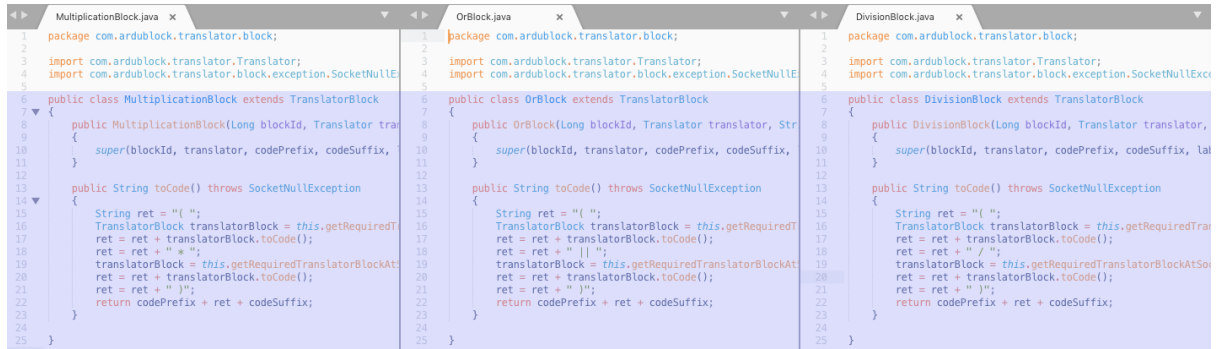 MultiplicationBlock.java ×
1 package com.ardublock.translator.block;
2
3 import com.ardublock.translator.Translator;
4 import com.ardublock.translator.block.exception.SocketNullEx
5
6 public class MultiplicationBlock extends TranslatorBlock
7 {
8 public MultiplicationBlock(Long blockId, Translator tran
9 {
10 super(blockId, translator, codePrefix, codeSuffix,
11 }
12
13 public String toCode() throws SocketNullException
14 {
15 String ret = "( ";
16 TranslatorBlock translatorBlock = this.getRequiredTr
17 ret = ret + translatorBlock.toCode();
18 ret = ret + " * ";
19 translatorBlock = this.getRequiredTranslatorBlockAtS
20 ret = ret + translatorBlock.toCode();
21 ret = ret + " )";
22 return codePrefix + ret + codeSuffix;
23 }
24
25 }
OrBlock.java ×
1 package com.ardublock.translator.block;
2
3 import com.ardublock.translator.Translator;
4 import com.ardublock.translator.block.exception.SocketNullE
5
6 public class OrBlock extends TranslatorBlock
7 {
8 public OrBlock(Long blockId, Translator translator, Str
9 {
10 super(blockId, translator, codePrefix, codeSuffix,
11 }
12
13 public String toCode() throws SocketNullException
14 {
15 String ret = "( ";
16 TranslatorBlock translatorBlock = this.getRequiredT
17 ret = ret + translatorBlock.toCode();
18 ret = ret + " || ";
19 translatorBlock = this.getRequiredTranslatorBlockAt
20 ret = ret + translatorBlock.toCode();
21 ret = ret + " )";
22 return codePrefix + ret + codeSuffix;
23 }
24
25 }
DivisionBlock.java ×
1 package com.ardublock.translator.block;
2
3 import com.ardublock.translator.Translator;
4 import com.ardublock.translator.block.exception.SocketNullExc
5
6 public class DivisionBlock extends TranslatorBlock
7 {
8 public DivisionBlock(Long blockId, Translator translator,
9 {
10 super(blockId, translator, codePrefix, codeSuffix, lab
11 }
12
13 public String toCode() throws SocketNullException
14 {
15 String ret = "( ";
16 TranslatorBlock translatorBlock = this.getRequiredTra
17 ret = ret + translatorBlock.toCode();
18 ret = ret + " / ";
19 translatorBlock = this.getRequiredTranslatorBlockAtSoc
20 ret = ret + translatorBlock.toCode();
21 ret = ret + " )";
22 return codePrefix + ret + codeSuffix;
23 }
24
25 }